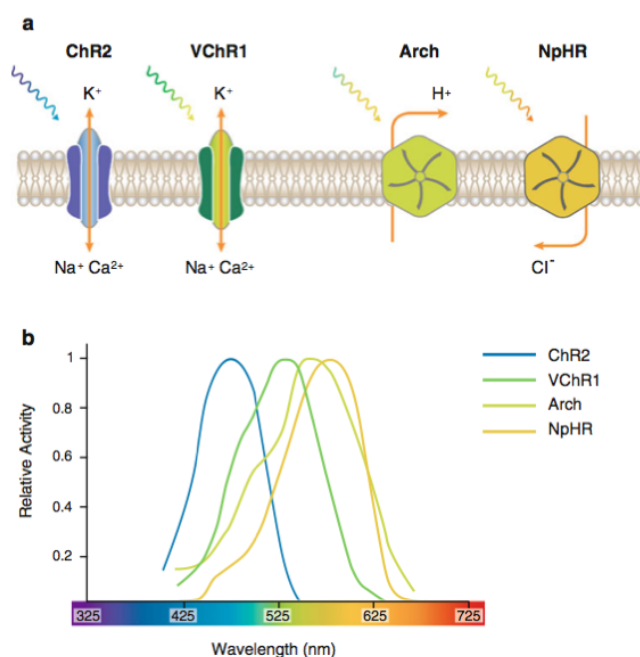 a
ChR2 VChR1 Arch NpHR
K⁺ K⁺ H⁺
Na⁺ Ca²⁺ Na⁺ Ca²⁺ Cl⁻
b
ChR2
VChR1
Arch
NpHR
1
0.8
0.6
0.4
0.2
Relative Activity
325 425 525 625 725
Wavelength (nm)